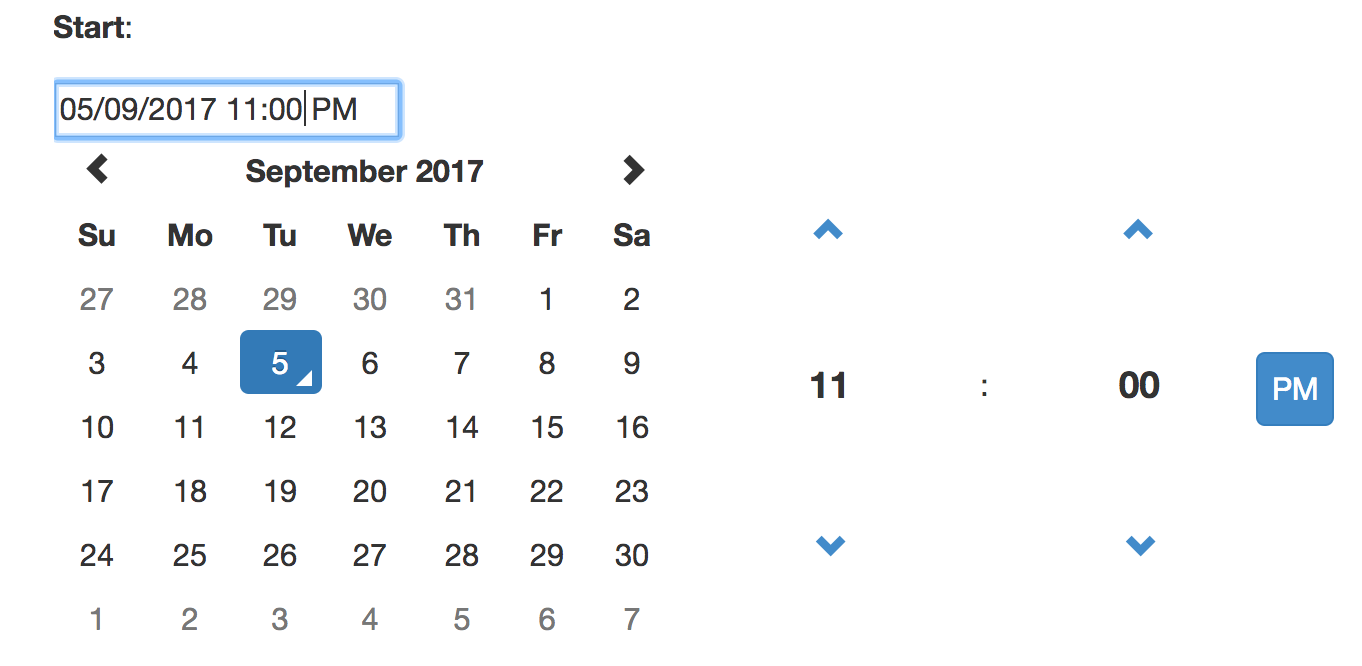 Start:
05/09/2017 11:00 PM
September 2017
Su Mo Tu We Th Fr Sa
27 28 29 30 31 1 2
3 4 5 6 7 8 9
10 11 12 13 14 15 16
17 18 19 20 21 22 23
24 25 26 27 28 29 30
1 2 3 4 5 6 7
11 : 00 PM